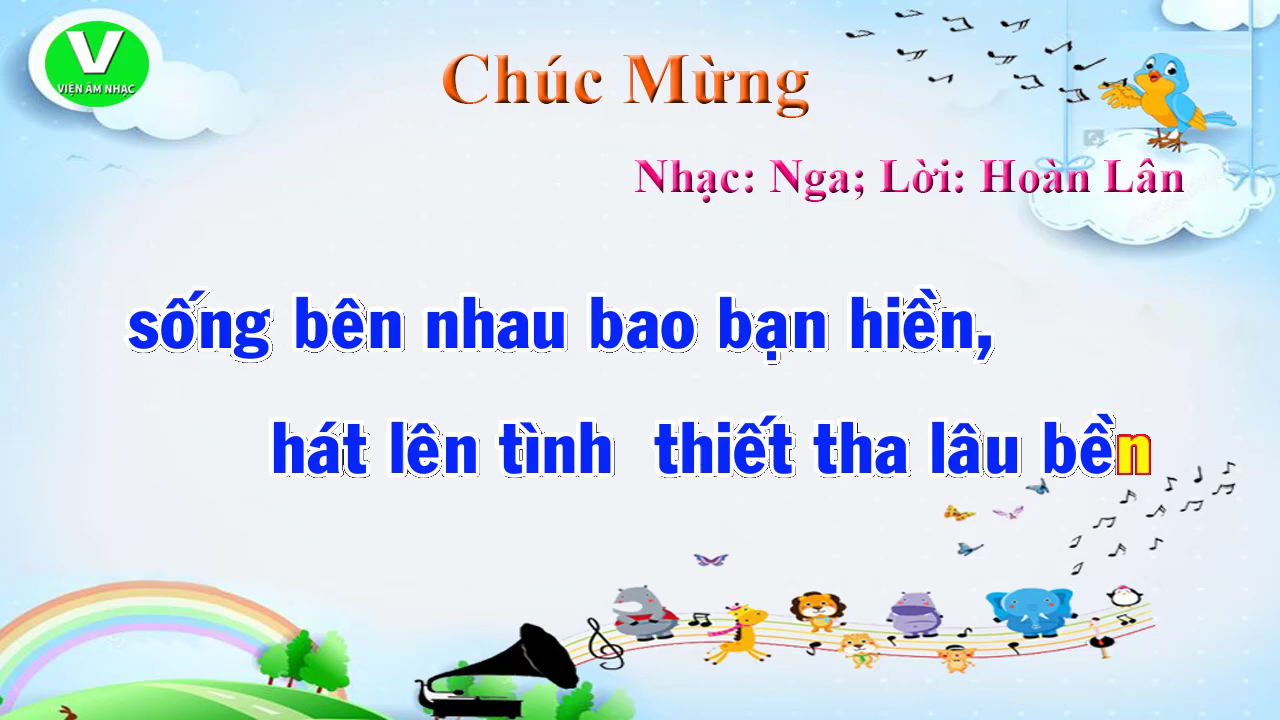 V
VIỆN ÂM NHẠC
Chúc Mừng
Nhạc: Nga; Lời: Hoàn Lân
sống bên nhau bao bạn hiền,
hát lên tình thiết tha lâu bền